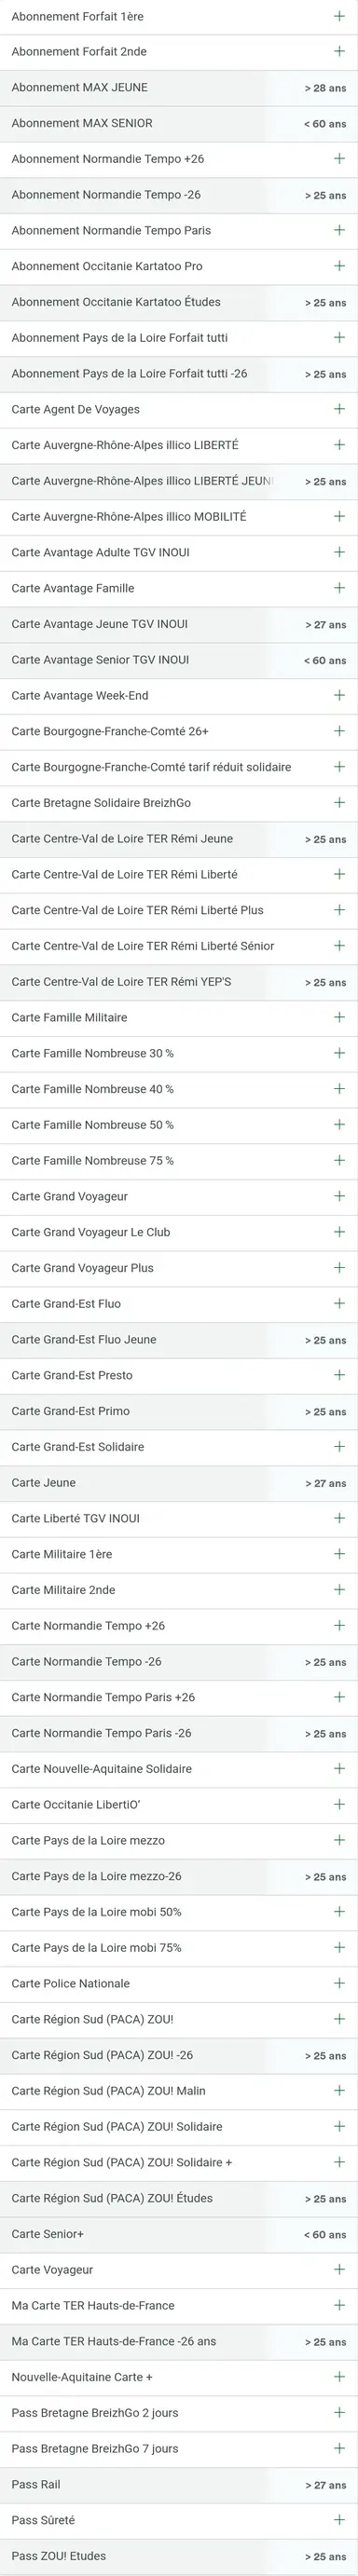 Abonnement Forfait 1ère
Abonnement Forfait 2nde
Abonnement MAX JEUNE > 28 ans
Abonnement MAX SENIOR < 60 ans
Abonnement Normandie Tempo +26
Abonnement Normandie Tempo -26 > 25 ans
Abonnement Normandie Tempo Paris
Abonnement Occitanie Kartatoo Pro
Abonnement Occitanie Kartatoo Études > 25 ans
Abonnement Pays de la Loire Forfait tutti
Abonnement Pays de la Loire Forfait tutti -26 > 25 ans
Carte Agent De Voyages
Carte Auvergne-Rhône-Alpes illico LIBERTÉ
Carte Auvergne-Rhône-Alpes illico LIBERTÉ JEUN > 25 ans
Carte Auvergne-Rhône-Alpes illico MOBILITÉ
Carte Avantage Adulte TGV INOUI
Carte Avantage Famille
Carte Avantage Jeune TGV INOUI > 27 ans
Carte Avantage Senior TGV INOUI < 60 ans
Carte Avantage Week-End
Carte Bourgogne-Franche-Comté 26+
Carte Bourgogne-Franche-Comté tarif réduit solidaire
Carte Bretagne Solidaire BreizhGo
Carte Centre-Val de Loire TER Rémi Jeune > 25 ans
Carte Centre-Val de Loire TER Rémi Liberté
Carte Centre-Val de Loire TER Rémi Liberté Plus
Carte Centre-Val de Loire TER Rémi Liberté Sénior
Carte Centre-Val de Loire TER Rémi YEP'S > 25 ans
Carte Famille Militaire
Carte Famille Nombreuse 30 %
Carte Famille Nombreuse 40 %
Carte Famille Nombreuse 50 %
Carte Famille Nombreuse 75 %
Carte Grand Voyageur
Carte Grand Voyageur Le Club
Carte Grand Voyageur Plus
Carte Grand-Est Fluo
Carte Grand-Est Fluo Jeune > 25 ans
Carte Grand-Est Presto
Carte Grand-Est Primo > 25 ans
Carte Grand-Est Solidaire
Carte Jeune > 27 ans
Carte Liberté TGV INOUI
Carte Militaire 1ère
Carte Militaire 2nde
Carte Normandie Tempo +26
Carte Normandie Tempo -26 > 25 ans
Carte Normandie Tempo Paris +26
Carte Normandie Tempo Paris -26 > 25 ans
Carte Nouvelle-Aquitaine Solidaire
Carte Occitanie LibertiO’
Carte Pays de la Loire mezzo
Carte Pays de la Loire mezzo-26 > 25 ans
Carte Pays de la Loire mobi 50%
Carte Pays de la Loire mobi 75%
Carte Police Nationale
Carte Région Sud (PACA) ZOU!
Carte Région Sud (PACA) ZOU! -26 > 25 ans
Carte Région Sud (PACA) ZOU! Malin
Carte Région Sud (PACA) ZOU! Solidaire
Carte Région Sud (PACA) ZOU! Solidaire +
Carte Région Sud (PACA) ZOU! Études > 25 ans
Carte Senior+ < 60 ans
Carte Voyageur
Ma Carte TER Hauts-de-France
Ma Carte TER Hauts-de-France -26 ans > 25 ans
Nouvelle-Aquitaine Carte +
Pass Bretagne BreizhGo 2 jours
Pass Bretagne BreizhGo 7 jours
Pass Rail > 27 ans
Pass Sûreté
Pass ZOU! Etudes > 25 ans